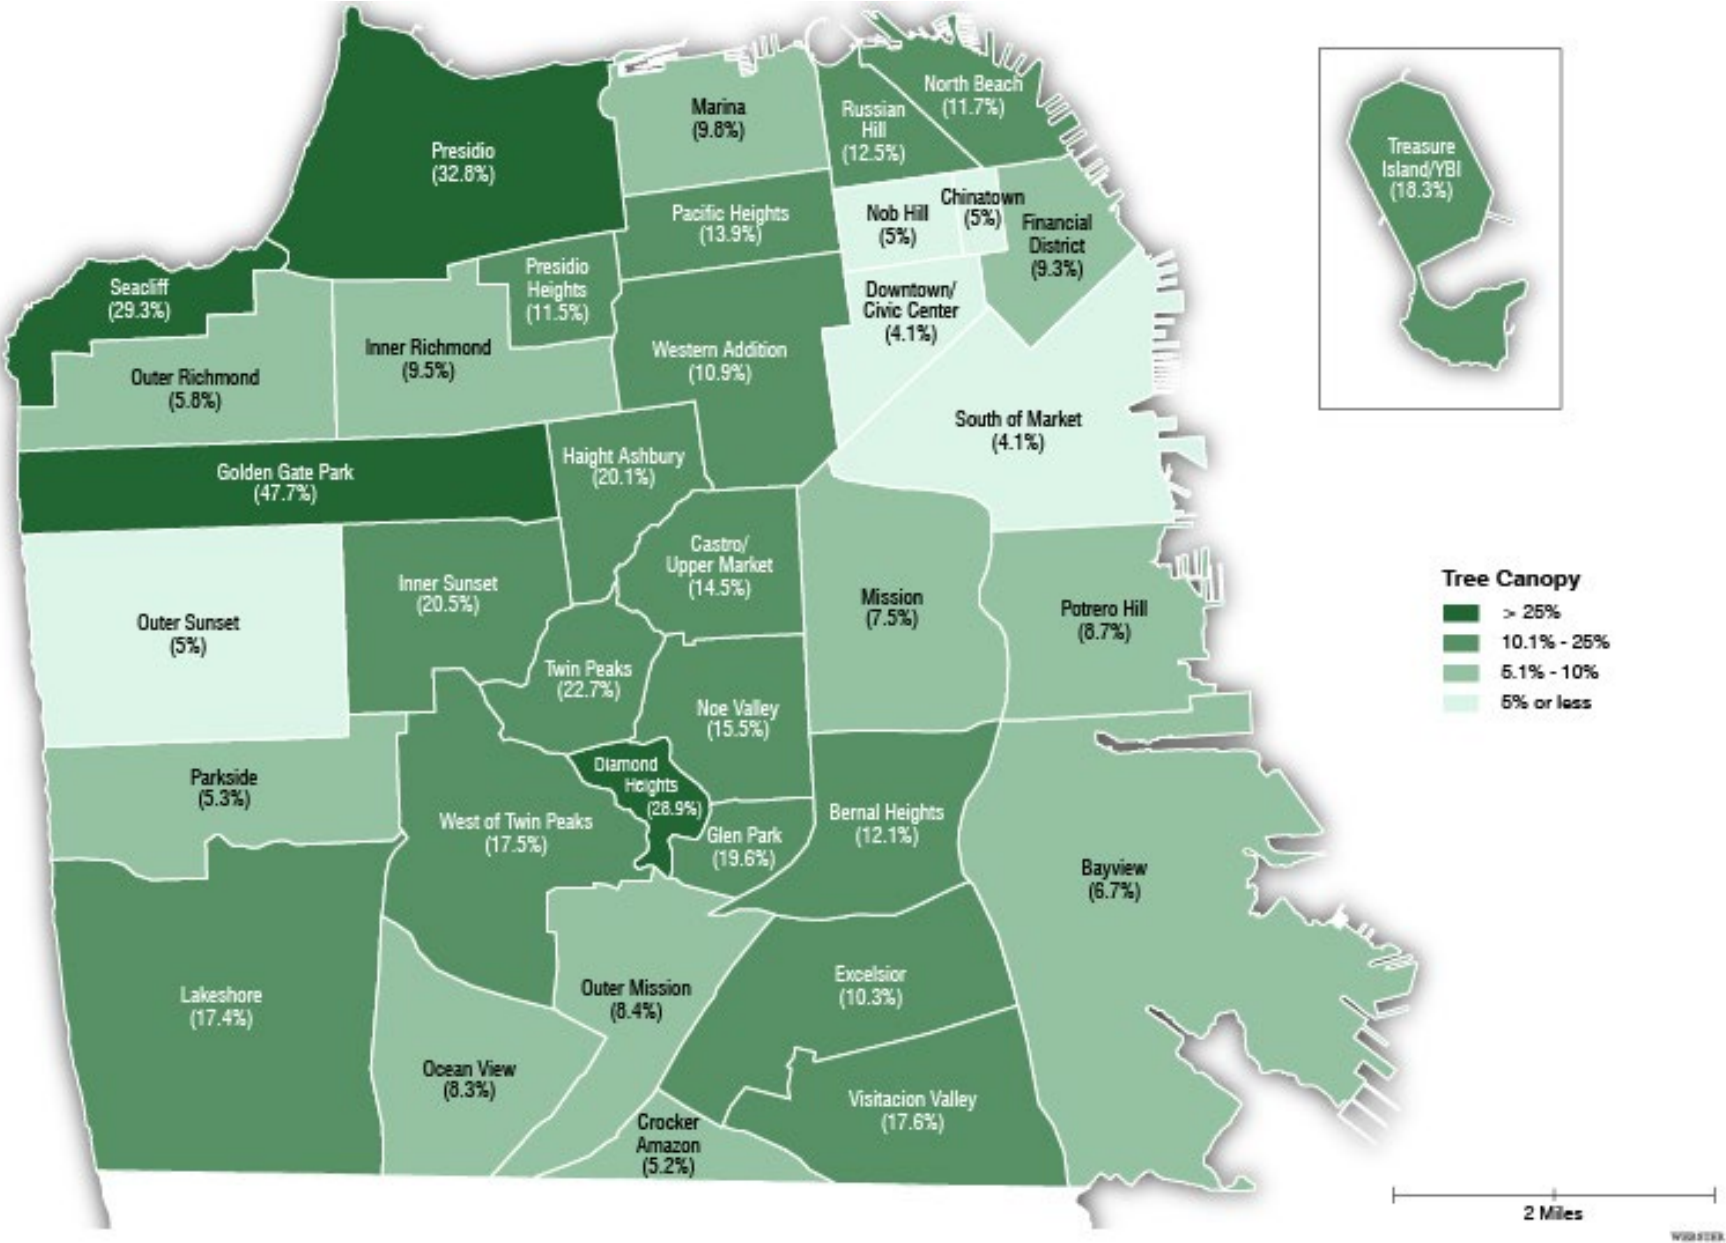 Presidio
(32.8%)
Marina
(9.8%)
Russian
Hill
(12.5%)
North Beach
(11.7%)
Treasure
Island/YBI
(18.3%)
Pacific Heights
(13.9%)
Nob Hill
(5%)
Chinatown
(5%)
Financial
District
(9.3%)
Seacliff
(29.3%)
Presidio
Heights
(11.5%)
Downtown/
Civic Center
(4.1%)
Outer Richmond
(5.8%)
Inner Richmond
(9.5%)
Western Addition
(10.9%)
South of Market
(4.1%)
Golden Gate Park
(47.7%)
Haight Ashbury
(20.1%)
Castro/
Upper Market
(14.5%)
Outer Sunset
(5%)
Inner Sunset
(20.5%)
Mission
(7.5%)
Potrero Hill
(8.7%)
Tree Canopy
> 25%
10.1% - 25%
5.1% - 10%
5% or less
Twin Peaks
(22.7%)
Noe Valley
(15.5%)
Parkside
(5.3%)
Diamond
Heights
(28.9%)
West of Twin Peaks
(17.5%)
Glen Park
(19.6%)
Bernal Heights
(12.1%)
Bayview
(6.7%)
Lakeshore
(17.4%)
Outer Mission
(8.4%)
Excelsior
(10.3%)
Ocean View
(8.3%)
Crocker
Amazon
(5.2%)
Visitacion Valley
(17.6%)
2 Miles
WEBSTER